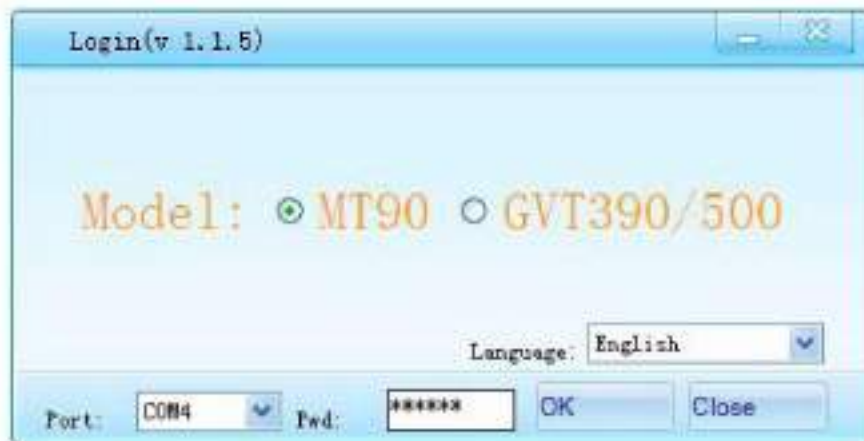 Login(v 1.1.5)
Model: MT90 GVT390/500
Language: English
Port: COM4 Pwd: ****** OK Close